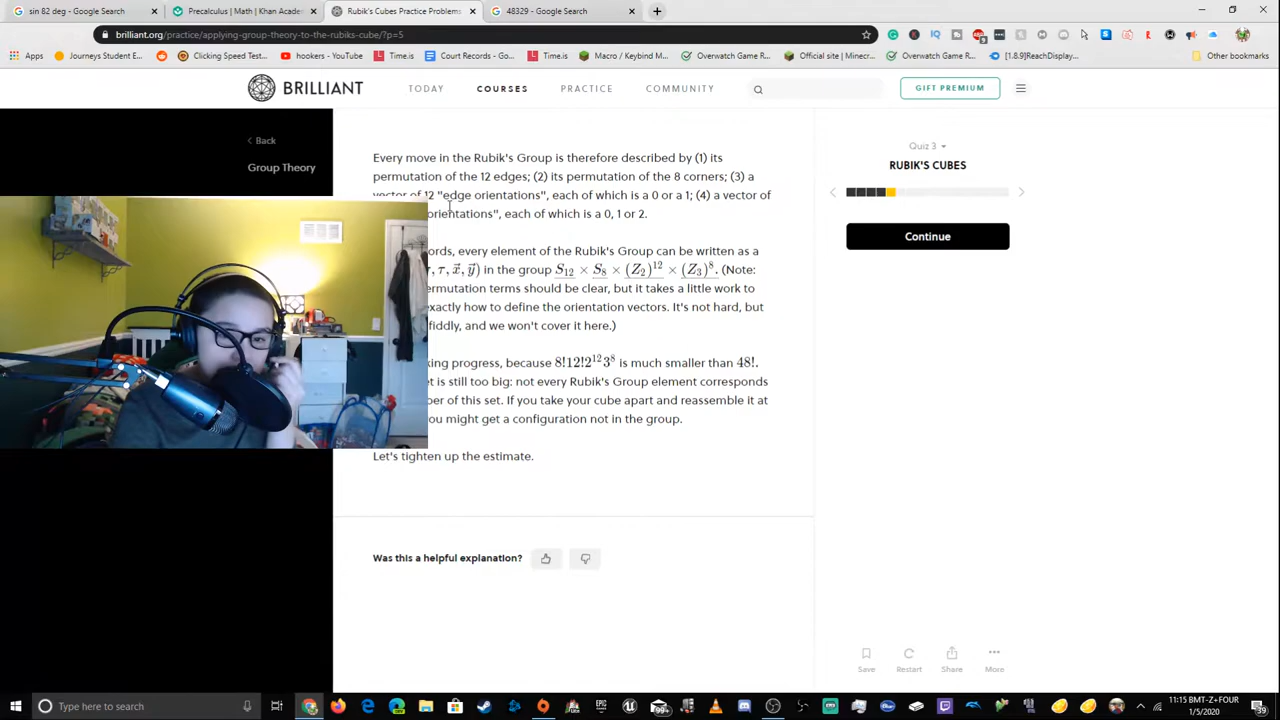 sin 82 deg - Google Search
Precalculus | Math | Khan Academ
Rubik's Cubes Practice Problems
48329 - Google Search
brilliant.org/practice/applying-group-theory-to-the-rubiks-cube/?p=5
Apps
Journeys Student E...
Clicking Speed Test...
hookers - YouTube
Time.is
Court Records - Cl...
Time.is
Macro / Keybind M...
Overwatch Game R...
Official site | Minecr...
Overwatch Game R...
[1.8.9]ReachDisplay...
Other bookmarks
BRILLIANT
TODAY
COURSES
PRACTICE
COMMUNITY
GIFT PREMIUM
Back
Group Theory
Every move in the Rubik's Group is therefore described by (1) its
permutation of the 12 edges; (2) its permutation of the 8 corners; (3) a
vector of 12 "edge orientations", each of which is a 0 or a 1; (4) a vector of
orientations", each of which is a 0, 1 or 2.
ords, every element of the Rubik's Group can be written as a
, τ, x⃗, y⃗) in the group S₁₂ × S₈ × (Z₂)¹² × (Z₃)⁸. (Note:
rmutation terms should be clear, but it takes a little work to
exactly how to define the orientation vectors. It's not hard, but
fiddly, and we won't cover it here.)
king progress, because 8!12!2¹²3⁸ is much smaller than 48!.
et is still too big: not every Rubik's Group element corresponds
er of this set. If you take your cube apart and reassemble it at
ou might get a configuration not in the group.
Let's tighten up the estimate.
Was this a helpful explanation?
Quiz 3
RUBIK'S CUBES
Continue
Save
Restart
Share
More
Type here to search
99+
11:15 BMT-Z+FOUR
1/5/2020
39